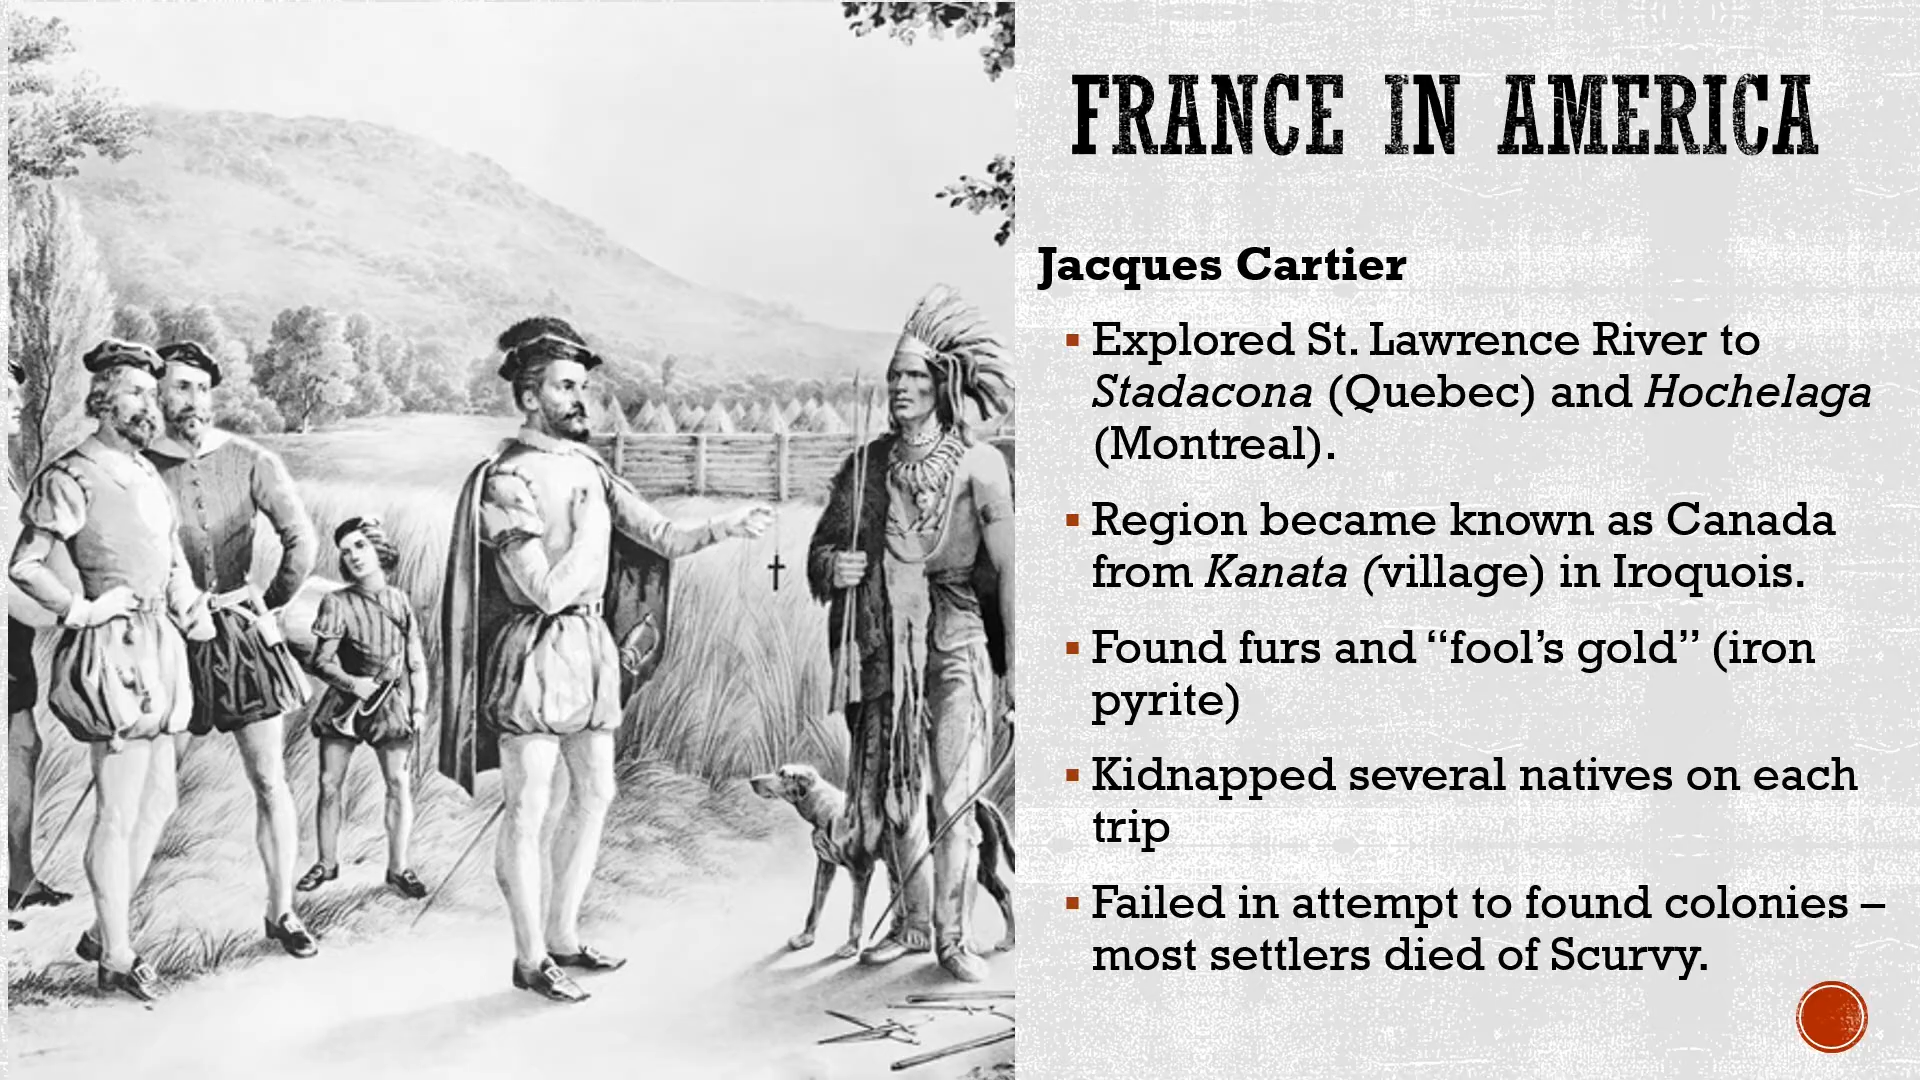 FRANCE IN AMERICA
Jacques Cartier
▪ Explored St. Lawrence River to
Stadacona (Quebec) and Hochelaga
(Montreal).
▪ Region became known as Canada
from Kanata (village) in Iroquois.
▪ Found furs and “fool’s gold” (iron
pyrite)
▪ Kidnapped several natives on each
trip
▪ Failed in attempt to found colonies –
most settlers died of Scurvy.